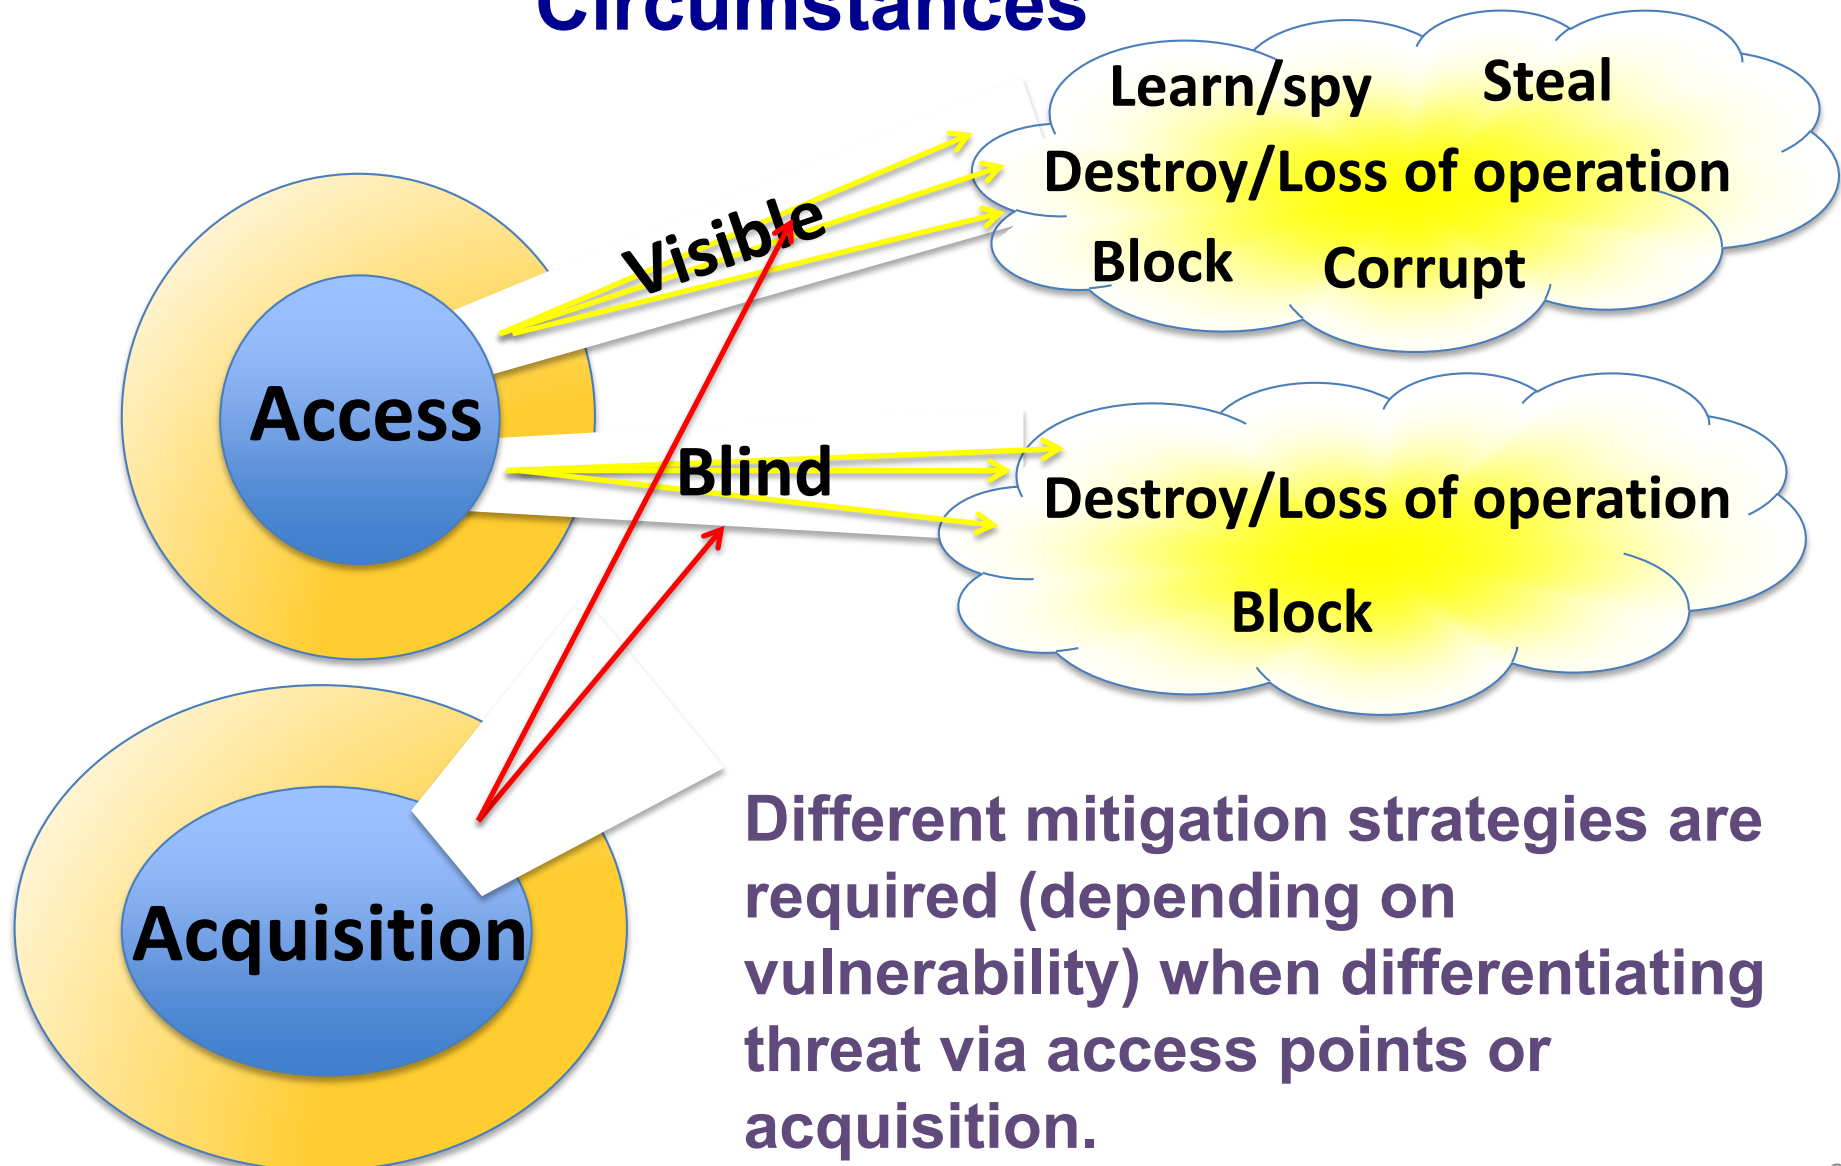 Circumstances
Learn/spy Steal
Destroy/Loss of operation
Block Corrupt
Visible
Access
Blind
Destroy/Loss of operation
Block
Acquisition
Different mitigation strategies are
required (depending on
vulnerability) when differentiating
threat via access points or
acquisition.